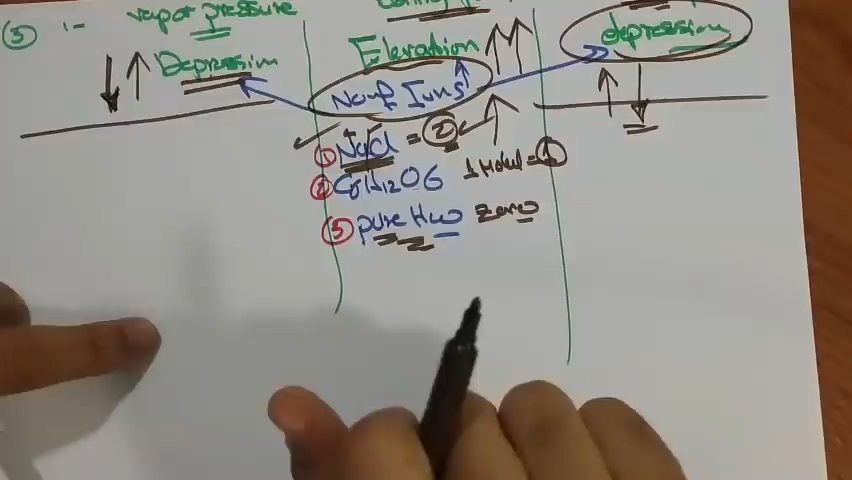 ⑤ :- vapor pressure
Depression
Elevation
depression
No of Ions
① NaCl = ②
② C6H12O6 1 Mole = ①
③ pure H2O zero